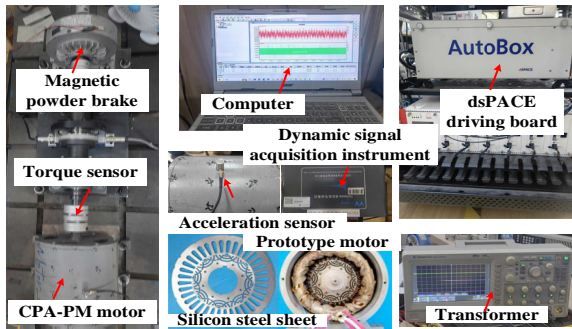 Magnetic
powder brake
Torque sensor
CPA-PM motor
Computer
Dynamic signal
acquisition instrument
Acceleration sensor
Prototype motor
Silicon steel sheet
AutoBox
dSPACE
dsPACE
driving board
Transformer